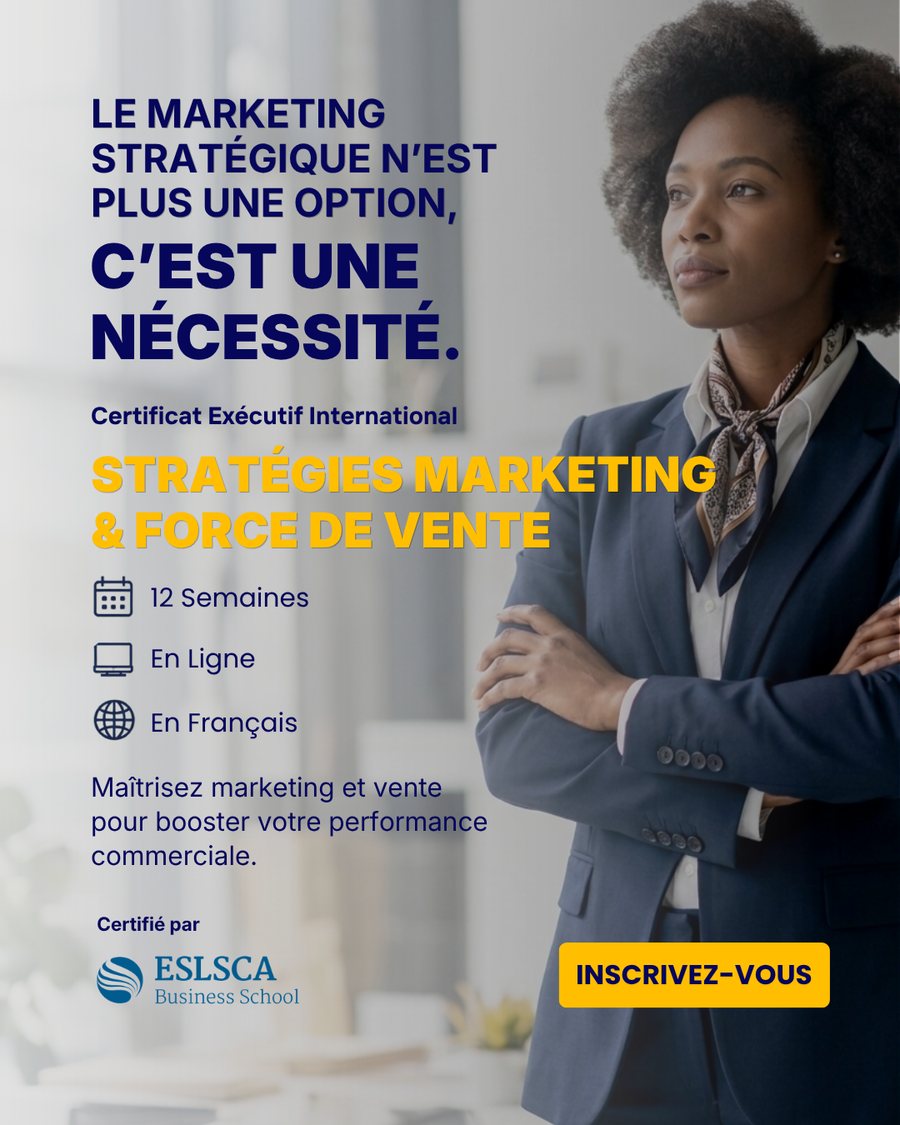 LE MARKETING
STRATÉGIQUE N’EST
PLUS UNE OPTION,
C’EST UNE
NÉCESSITÉ.
Certificat Exécutif International
STRATÉGIES MARKETING
& FORCE DE VENTE
12 Semaines
En Ligne
En Français
Maîtrisez marketing et vente
pour booster votre performance
commerciale.
Certifié par
ESLSCA
Business School
INSCRIVEZ-VOUS